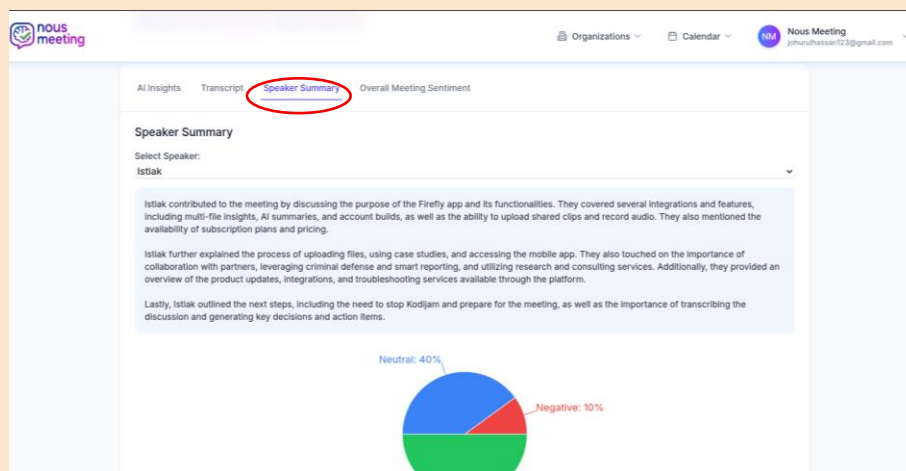 nous
meeting
Organizations
Calendar
NM
Nous Meeting
johurulhassan123@gmail.com
AI Insights
Transcript
Speaker Summary
Overall Meeting Sentiment
Speaker Summary
Select Speaker:
Istiak
Istiak contributed to the meeting by discussing the purpose of the Firefly app and its functionalities. They covered several integrations and features,
including multi-file insights, AI summaries, and account builds, as well as the ability to upload shared clips and record audio. They also mentioned the
availability of subscription plans and pricing.
Istiak further explained the process of uploading files, using case studies, and accessing the mobile app. They also touched on the importance of
collaboration with partners, leveraging criminal defense and smart reporting, and utilizing research and consulting services. Additionally, they provided an
overview of the product updates, integrations, and troubleshooting services available through the platform.
Lastly, Istiak outlined the next steps, including the need to stop Kodijam and prepare for the meeting, as well as the importance of transcribing the
discussion and generating key decisions and action items.
Neutral: 40%
Negative: 10%